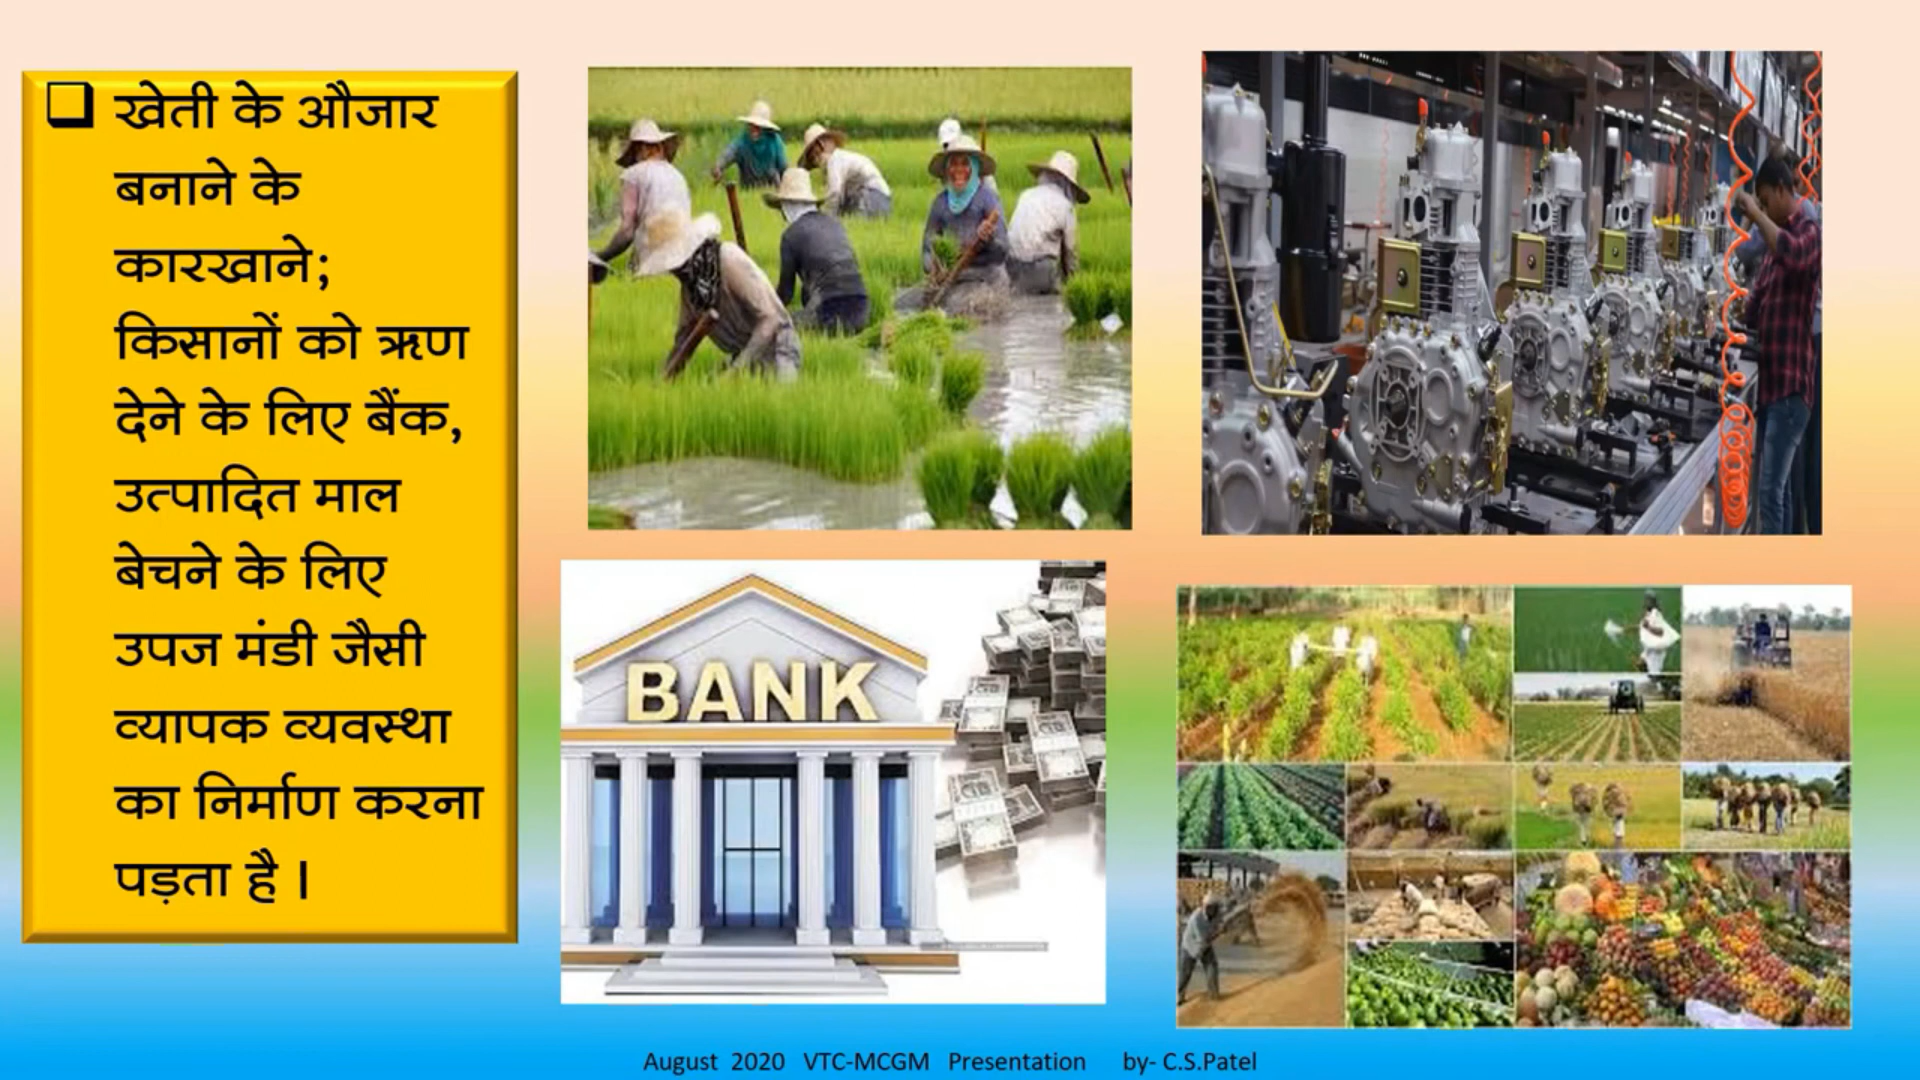 खेती के औजार
बनाने के
कारखाने;
किसानों को ऋण
देने के लिए बैंक,
उत्पादित माल
बेचने के लिए
उपज मंडी जैसी
व्यापक व्यवस्था
का निर्माण करना
पड़ता है ।
BANK
August 2020 VTC-MCGM Presentation by- C.S.Patel